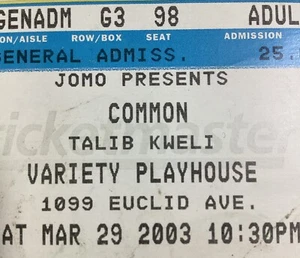 GENADM G3 98 ADUL
ON/AISLE ROW/BOX SEAT ADMISSION
GENERAL ADMISS. 25.
JOMO PRESENTS
COMMON
TALIB KWELI
VARIETY PLAYHOUSE
1099 EUCLID AVE.
AT MAR 29 2003 10:30PM